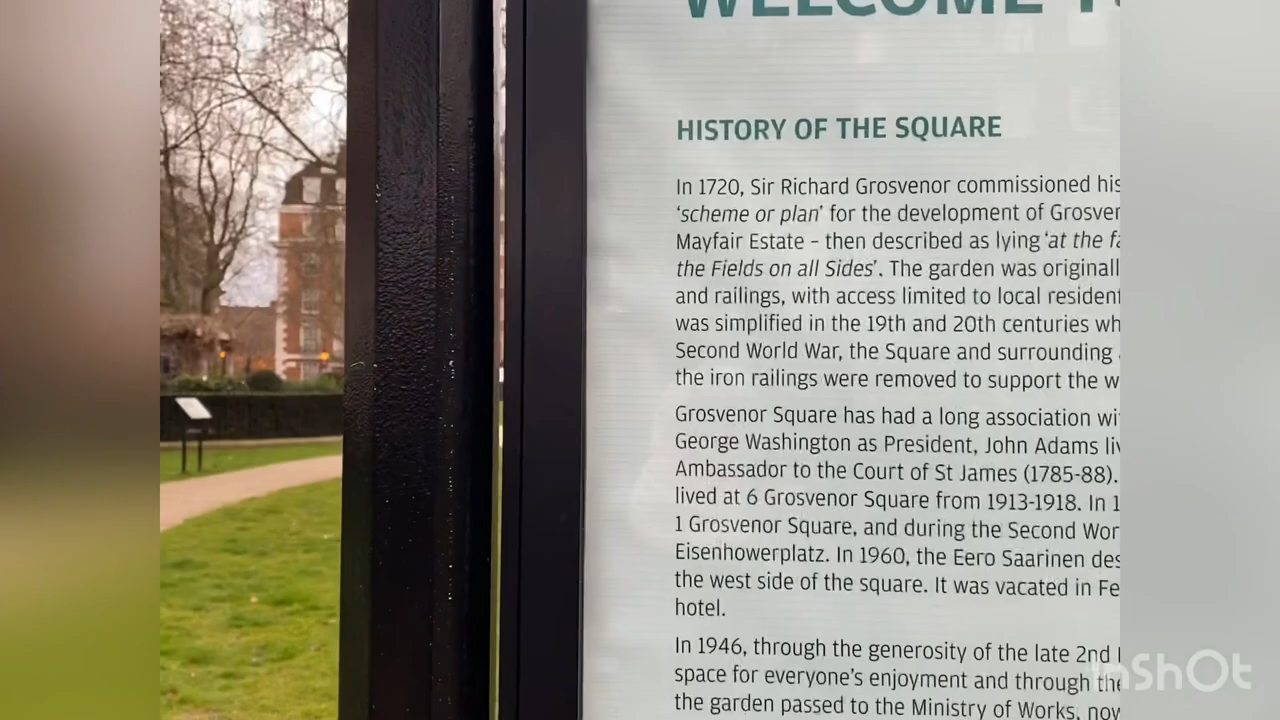 WELCOME
HISTORY OF THE SQUARE
In 1720, Sir Richard Grosvenor commissioned his
‘scheme or plan’ for the development of
Mayfair Estate – then described as lying ‘at the
the Fields on all Sides’. The garden was
and railings, with access limited to local
was simplified in the 19th and 20th centuries
Second World War, the Square and surrounding
the iron railings were removed to support the
Grosvenor Square has had a long association
George Washington as President, John Adams
Ambassador to the Court of St James (1785-88).
lived at 6 Grosvenor Square from 1913-1918. In
1 Grosvenor Square, and during the Second
Eisenhowerplatz. In 1960, the Eero Saarinen
the west side of the square. It was vacated in
hotel.
In 1946, through the generosity of the late 2nd
space for everyone’s enjoyment and through the
the garden passed to the Ministry of Works, now
InShOt